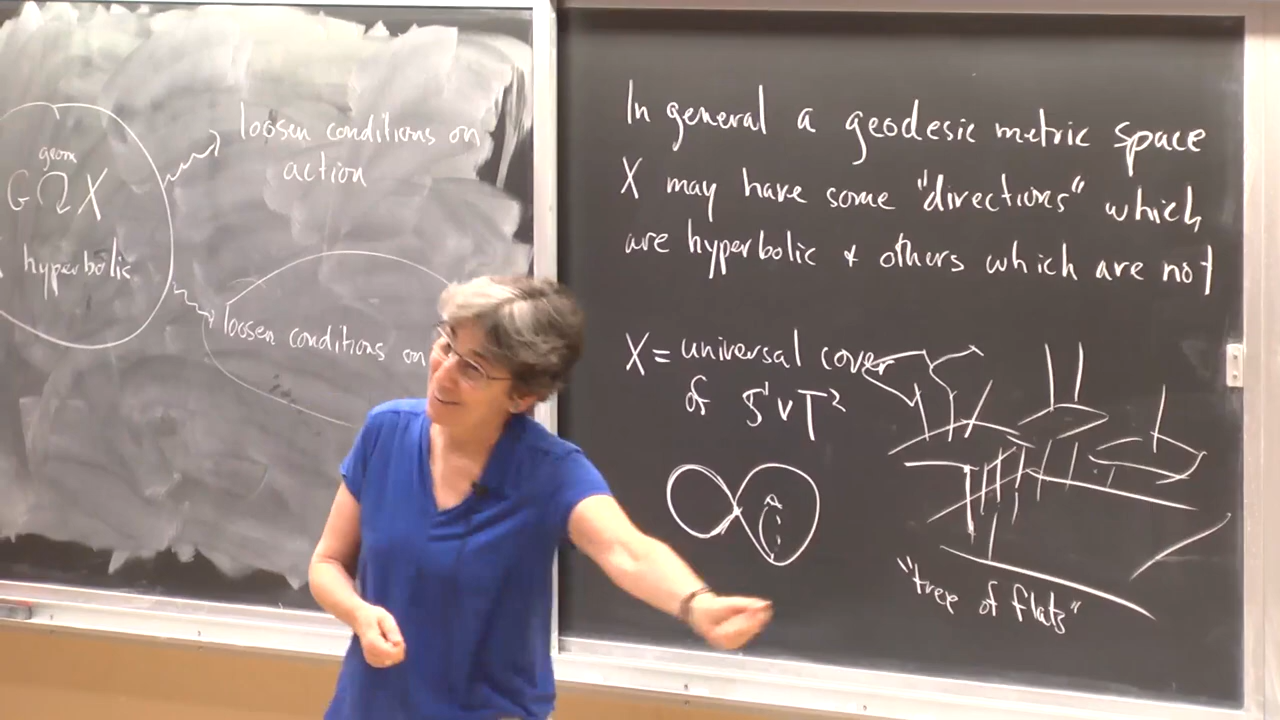 geom
G Ω X
hyperbolic
loosen conditions on
action
loosen conditions on
In general a geodesic metric space
X may have some "directions" which
are hyperbolic & others which are not
X = universal cover
of S¹ ∨ T²
"tree of flats"